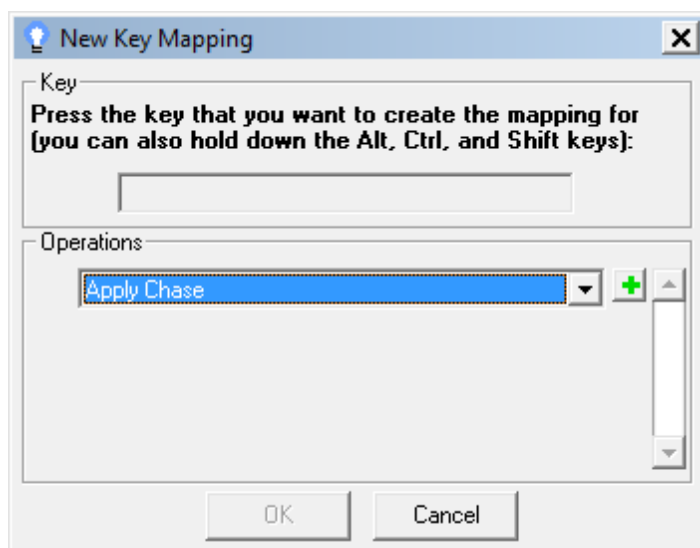 New Key Mapping
Key
Press the key that you want to create the mapping for
(you can also hold down the Alt, Ctrl, and Shift keys):
Operations
Apply Chase
OK
Cancel